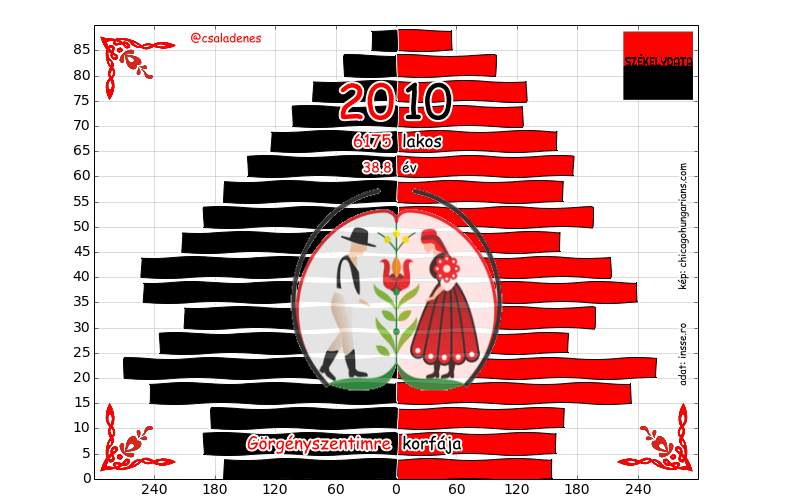 @csaladenes
SZÉKELYDATA
2010
6175 lakos
38.8 év
kép: chicagohungarians.com
adat: insse.ro
Görgényszentimre korfája
85
80
75
70
65
60
55
50
45
40
35
30
25
20
15
10
5
0
240 180 120 60 0 60 120 180 240